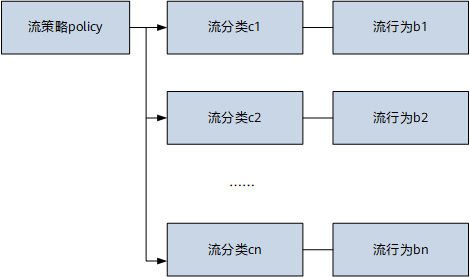 流策略policy
流分类c1
流行为b1
流分类c2
流行为b2
......
流分类cn
流行为bn